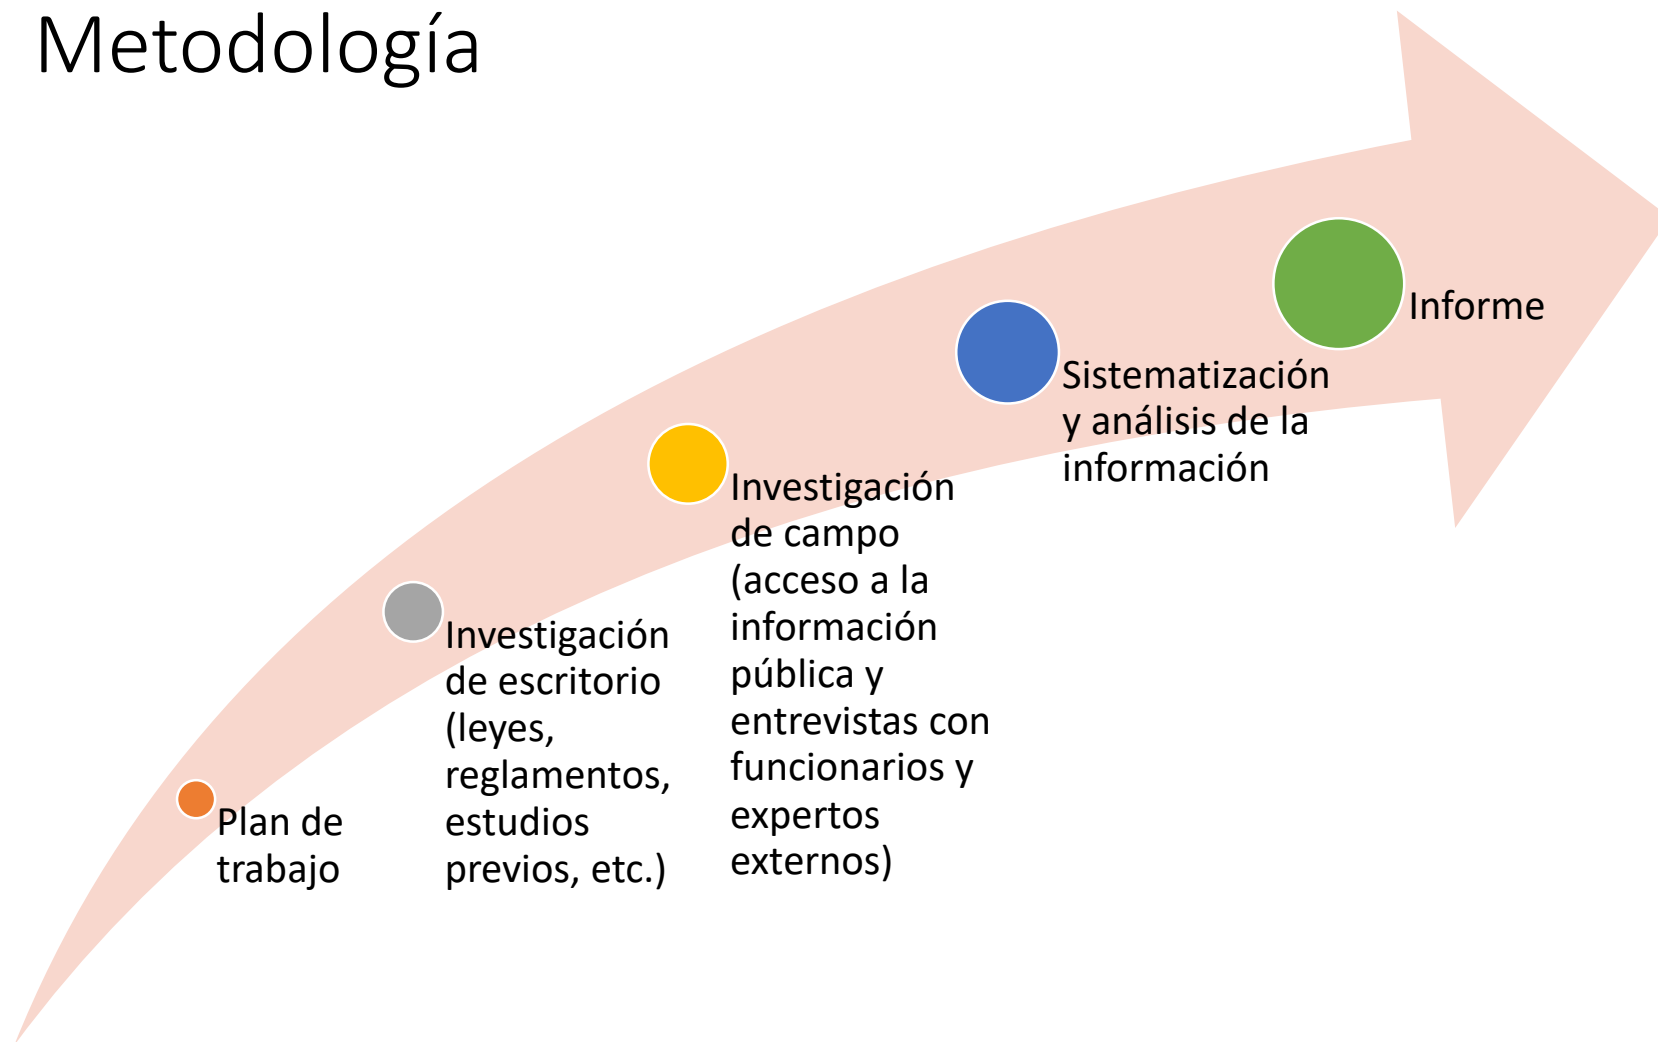 Metodología
Plan de
trabajo
Investigación
de escritorio
(leyes,
reglamentos,
estudios
previos, etc.)
Investigación
de campo
(acceso a la
información
pública y
entrevistas con
funcionarios y
expertos
externos)
Sistematización
y análisis de la
información
Informe